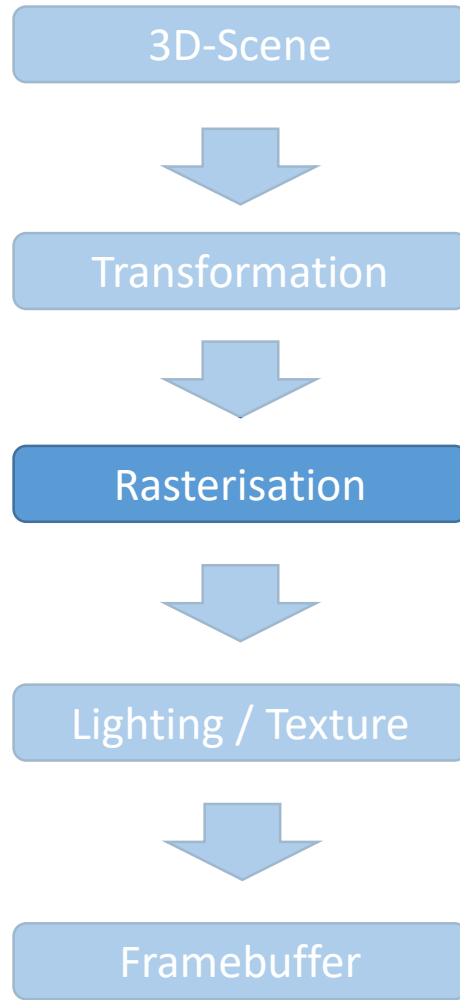 3D-Scene
Transformation
Rasterisation
Lighting / Texture
Framebuffer